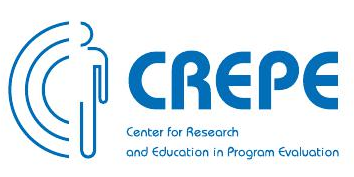 CREPE
Center for Research
and Education in Program Evaluation